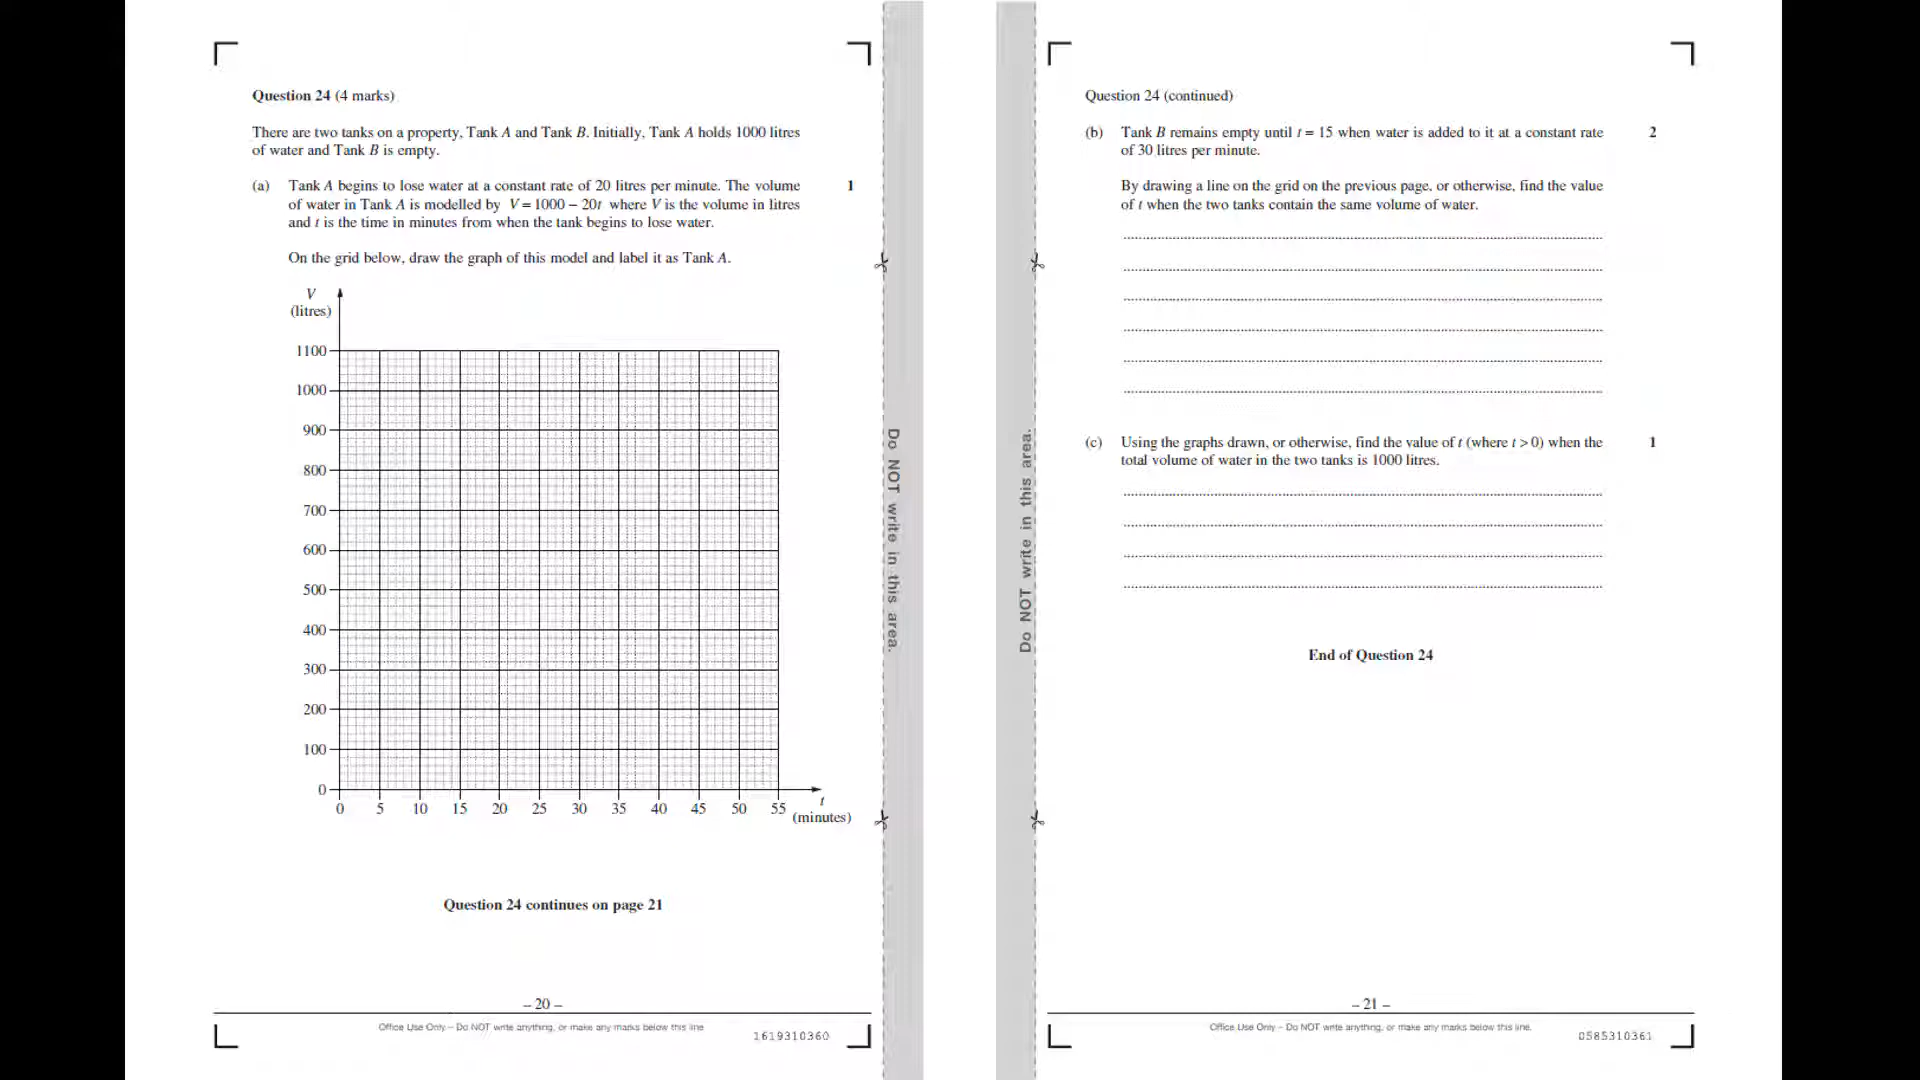 Question 24 (4 marks)
There are two tanks on a property, Tank A and Tank B. Initially, Tank A holds 1000 litres
of water and Tank B is empty.
(a) Tank A begins to lose water at a constant rate of 20 litres per minute. The volume 1
of water in Tank A is modelled by V = 1000 – 20t where V is the volume in litres
and t is the time in minutes from when the tank begins to lose water.
On the grid below, draw the graph of this model and label it as Tank A.
V
(litres)
1100
1000
900
800
700
600
500
400
300
200
100
0
0 5 10 15 20 25 30 35 40 45 50 55 t
(minutes)
Question 24 continues on page 21
– 20 –
Office Use Only – Do NOT write anything, or make any marks below this line
1619310360
Do NOT write in this area.
Do NOT write in this area.
Question 24 (continued)
(b) Tank B remains empty until t = 15 when water is added to it at a constant rate 2
of 30 litres per minute.
By drawing a line on the grid on the previous page, or otherwise, find the value
of t when the two tanks contain the same volume of water.
(c) Using the graphs drawn, or otherwise, find the value of t (where t > 0) when the 1
total volume of water in the two tanks is 1000 litres.
End of Question 24
– 21 –
Office Use Only – Do NOT write anything, or make any marks below this line.
0585310361